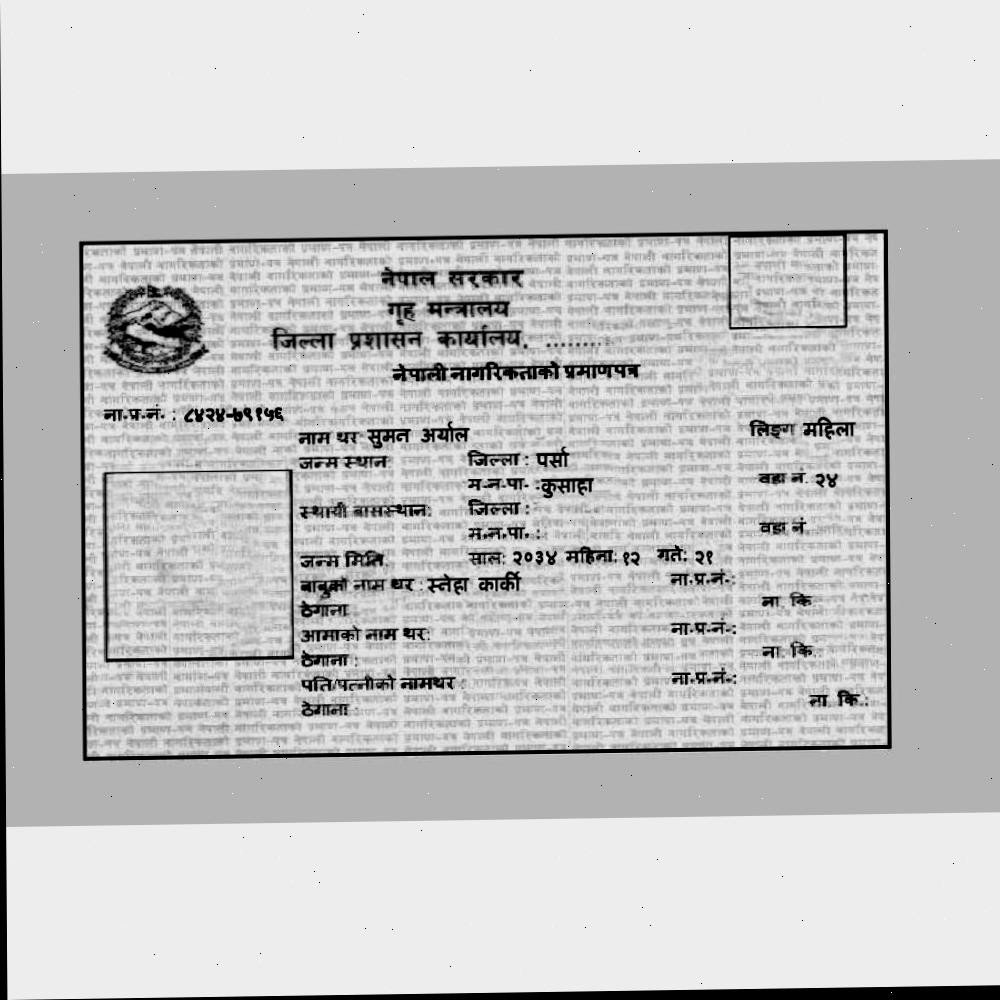 नेपाल सरकार
गृह मन्त्रालय
जिल्ला प्रशासन कार्यालय, .........
नेपाली नागरिकताको प्रमाणपत्र
ना.प्र.नं. : ८४२४-७९१५६
नाम थर सुमन अर्याल लिङ्ग महिला
जन्म स्थान जिल्ला : पर्सा
म.न.पा. :कुसाहा वडा नं. २४
स्थायी बासस्थान: जिल्ला :
म.न.पा. : वडा नं
जन्म मिति साल: २०३४ महिना: १२ गते: २१
बाबुको नाम थर : स्नेहा कार्की ना.प्र.नं.:
ठेगाना ना. कि
आमाको नाम थर: ना.प्र.नं.:
ठेगाना : ना. कि.:
पति/पत्नीको नामथर : ना.प्र.नं.:
ठेगाना : ना. कि.: